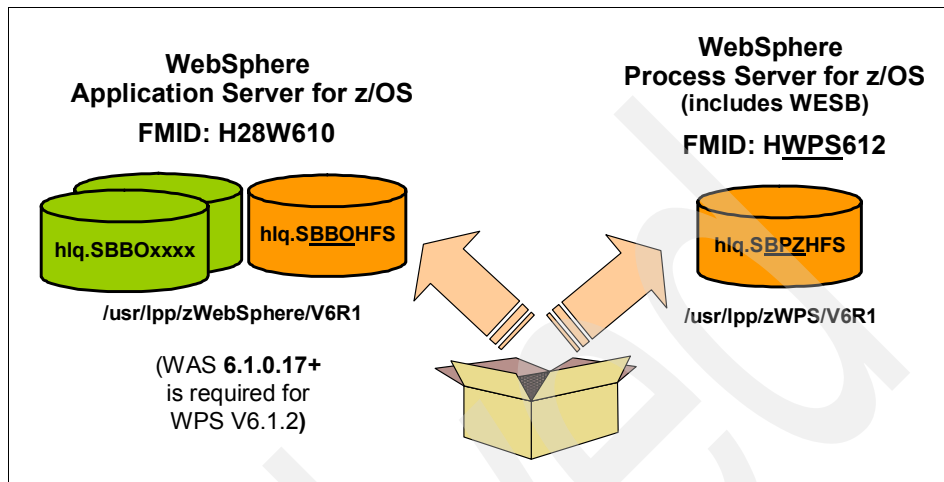 WebSphere
Application Server for z/OS
FMID: H28W610
hlq.SBBOxxxx
hlq.SBBOHFS
/usr/lpp/zWebSphere/V6R1
(WAS 6.1.0.17+
is required for
WPS V6.1.2)
WebSphere
Process Server for z/OS
(includes WESB)
FMID: HWPS612
hlq.SBPZHFS
/usr/lpp/zWPS/V6R1